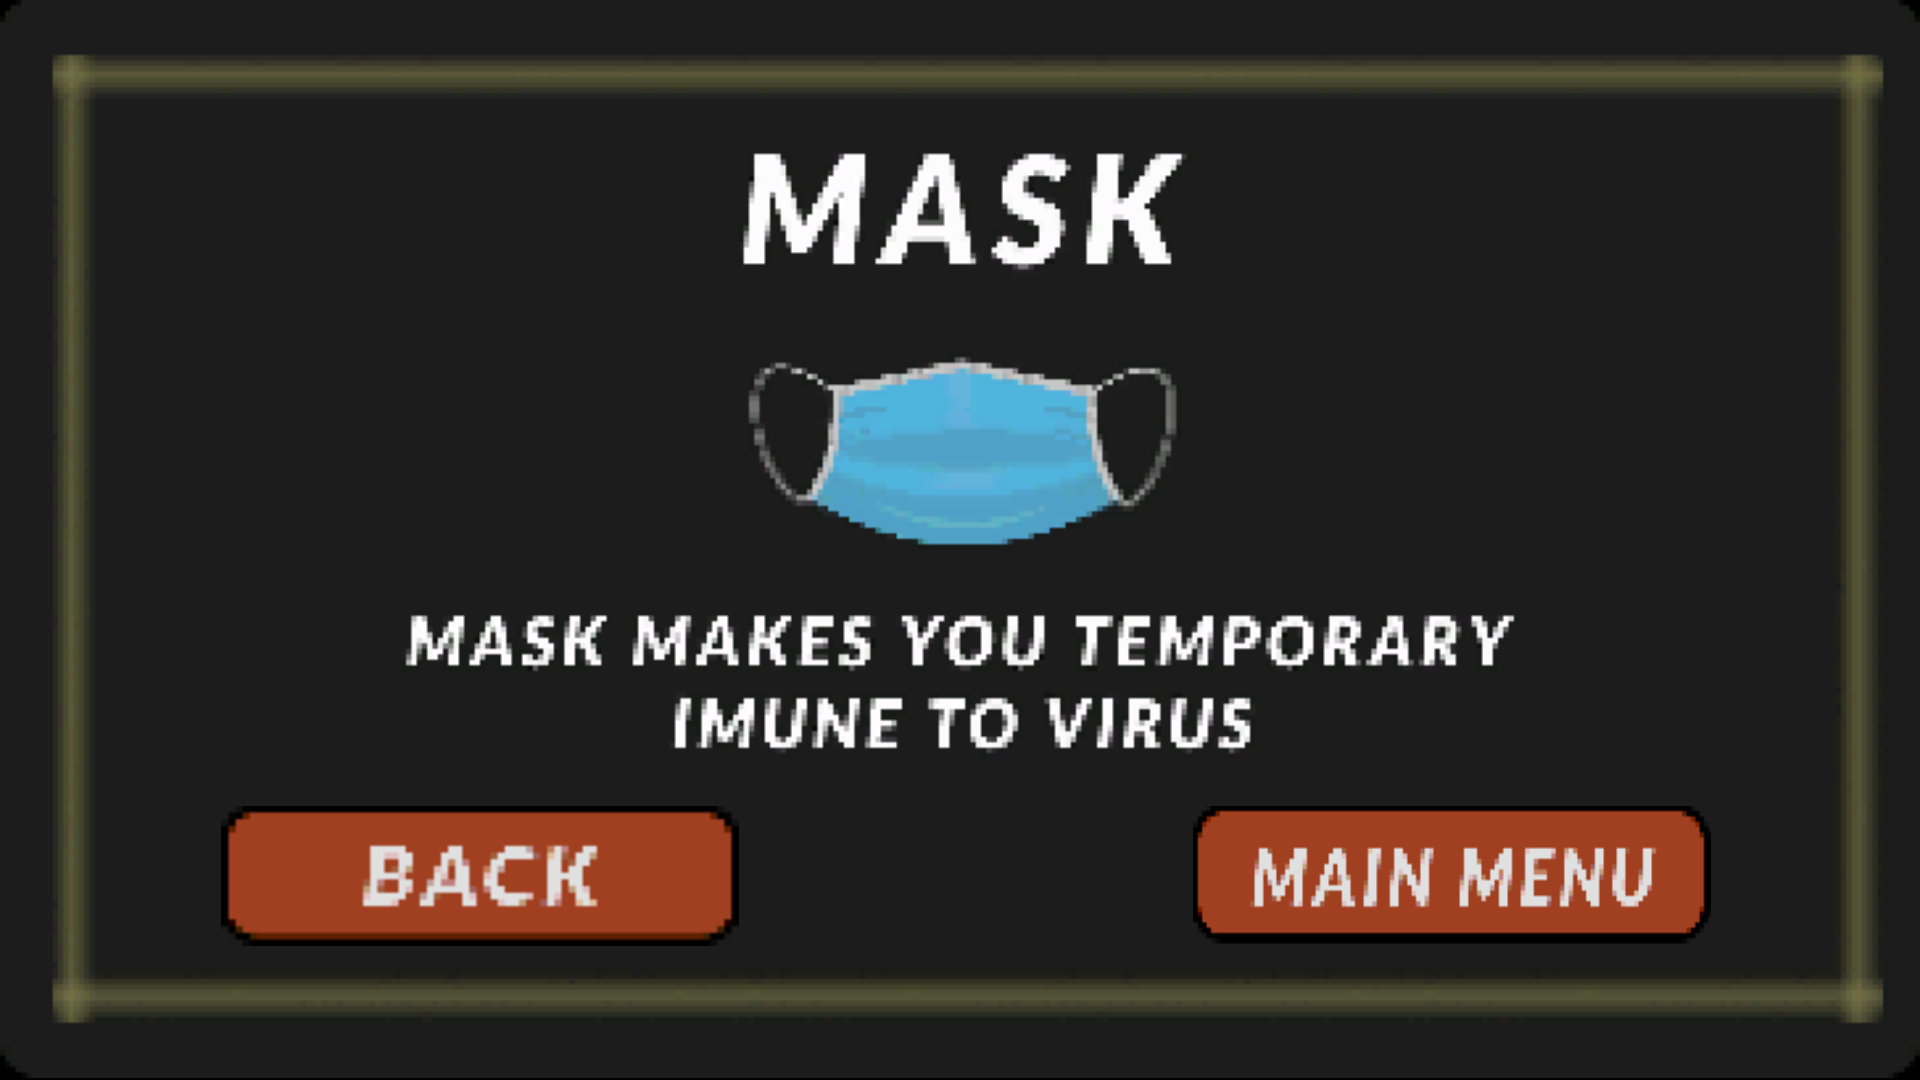 MASK
MASK MAKES YOU TEMPORARY
IMUNE TO VIRUS
BACK
MAIN MENU